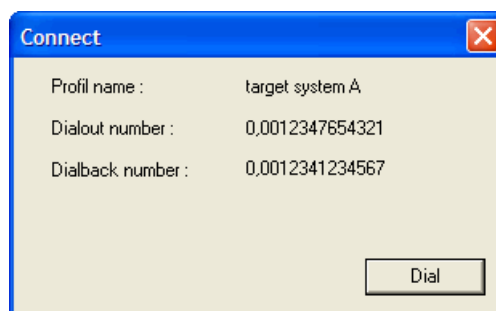 Connect
Profil name : target system A
Dialout number : 0,0012347654321
Dialback number : 0,0012341234567
Dial